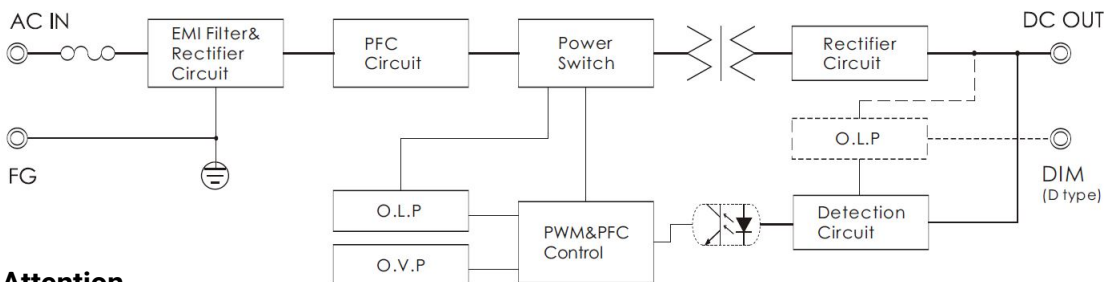 AC IN
EMI Filter&
Rectifier
Circuit
PFC
Circuit
Power
Switch
Rectifier
Circuit
DC OUT
O.L.P
FG
DIM
(D type)
O.L.P
O.V.P
PWM&PFC
Control
Detection
Circuit
Attention